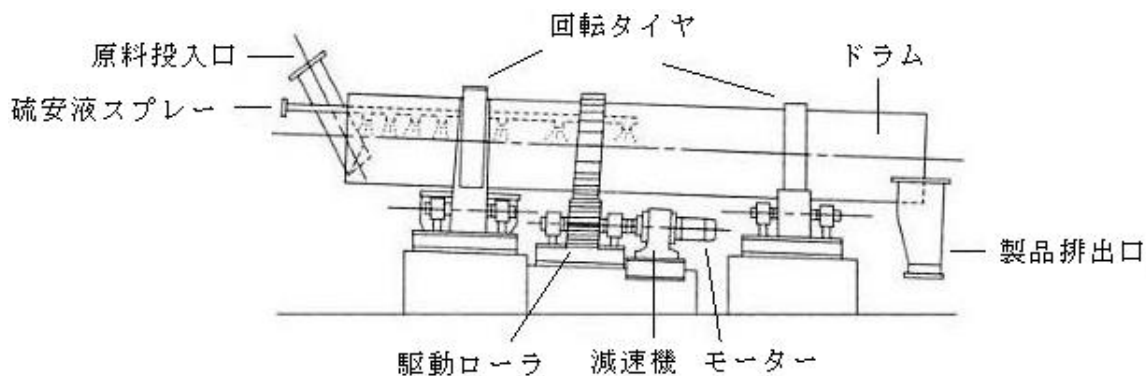 回転タイヤ
原料投入口
ドラム
硫安液スプレー
製品排出口
駆動ローラ
減速機
モーター